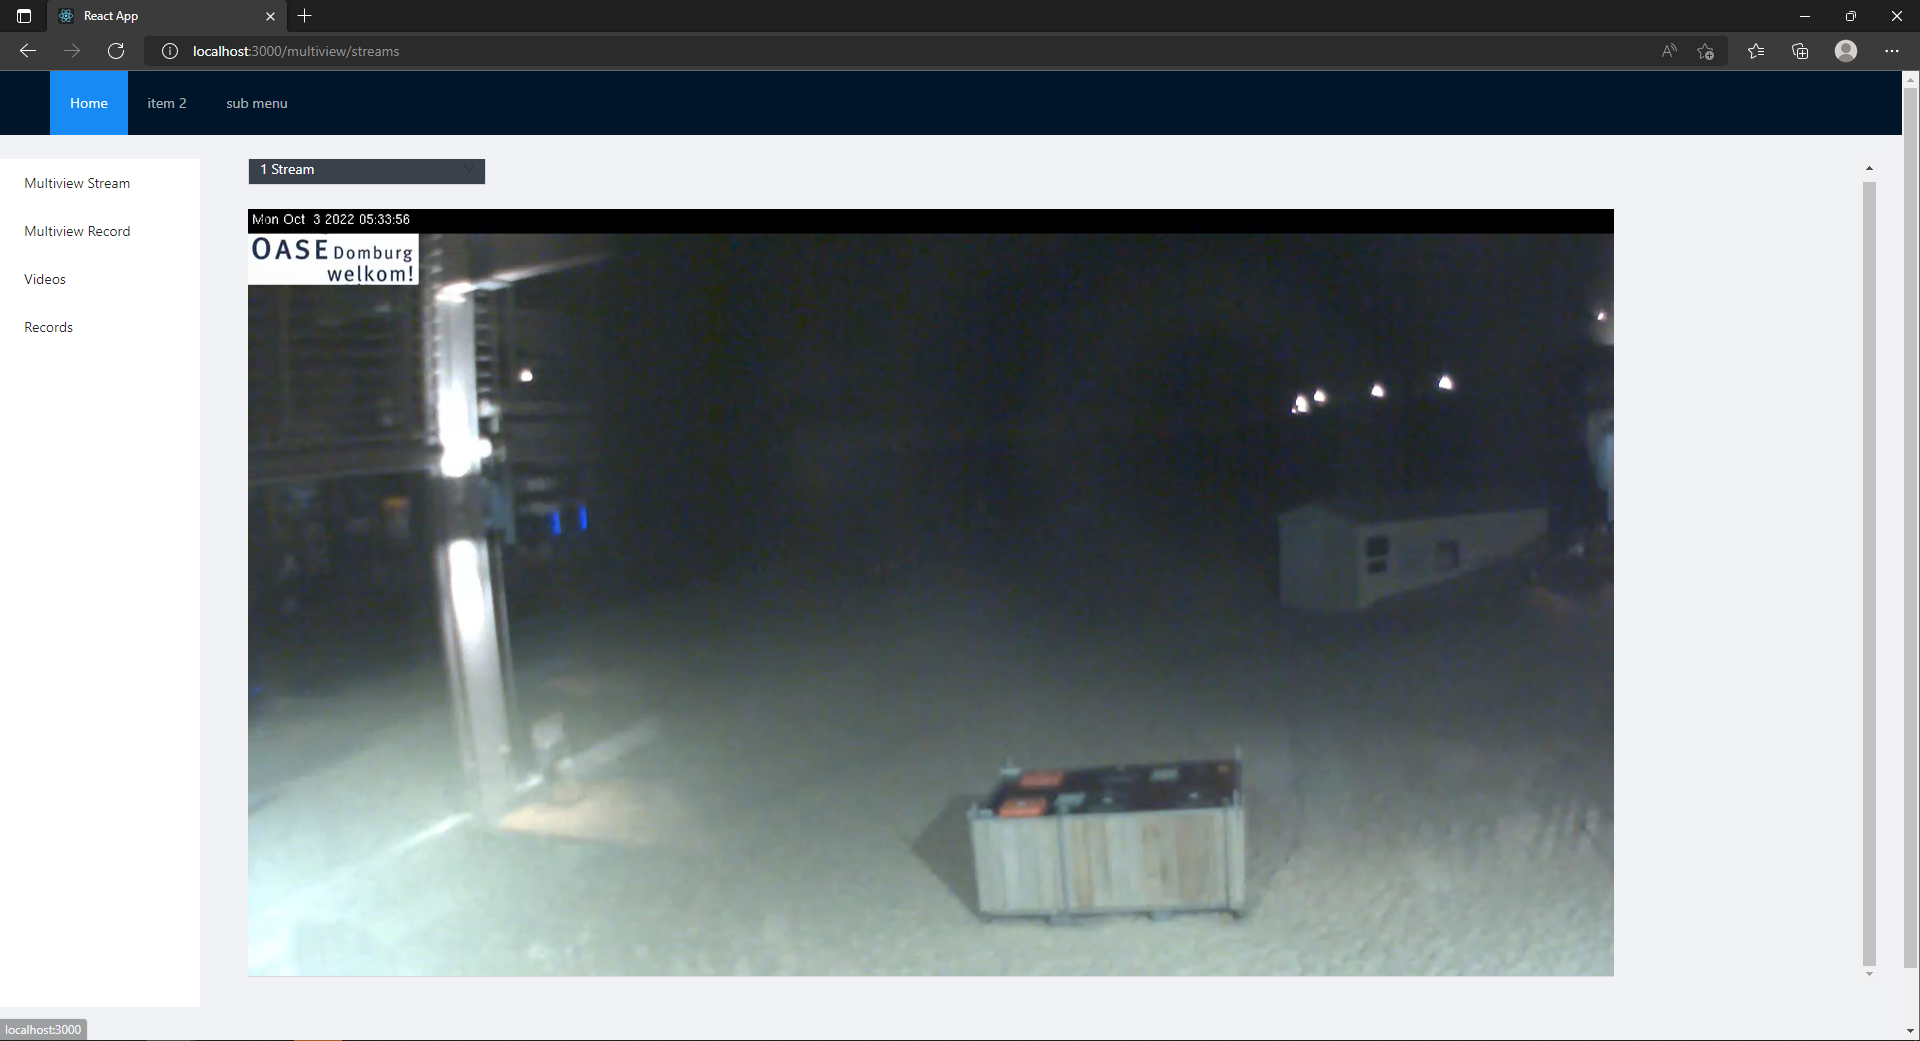 React App
localhost:3000/multiview/streams
Home
item 2
sub menu
Multiview Stream
Multiview Record
Videos
Records
1 Stream
Mon Oct 3 2022 05:33:56
OASE Domburg
welkom!
localhost:3000